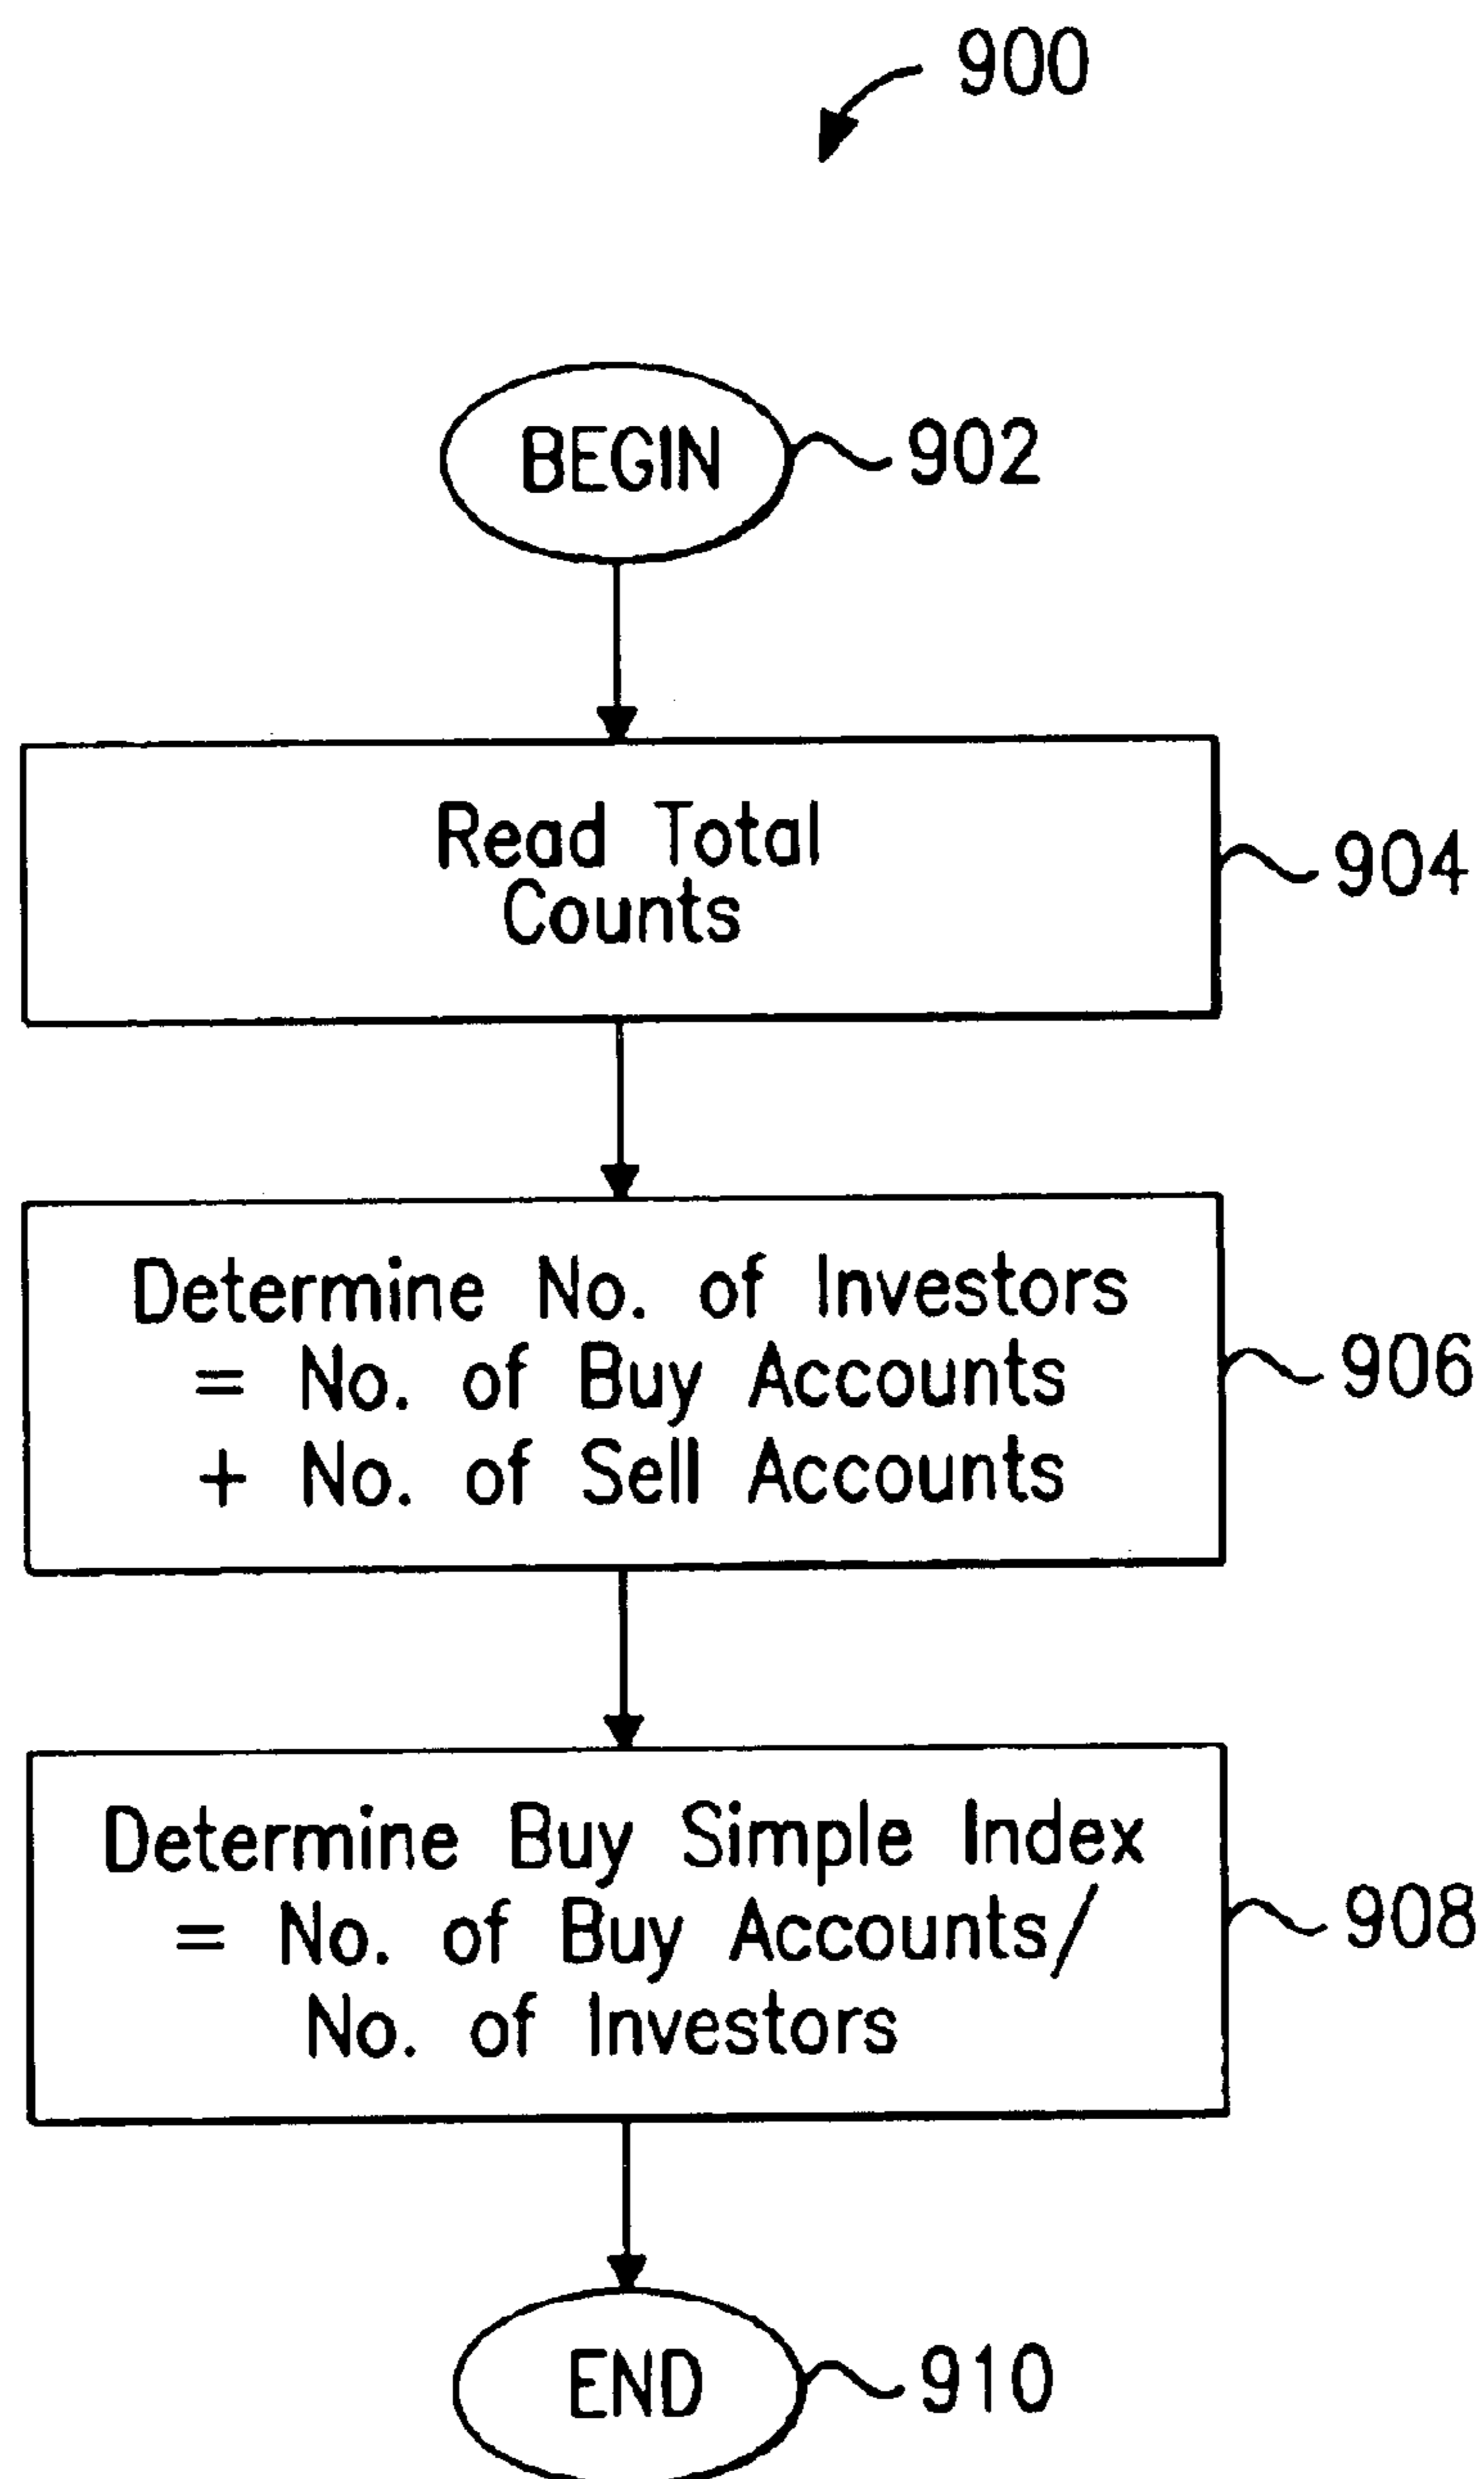 900
BEGIN
902
Read Total
Counts
904
Determine No. of Investors
= No. of Buy Accounts
+ No. of Sell Accounts
906
Determine Buy Simple Index
= No. of Buy Accounts/
No. of Investors
908
END
910